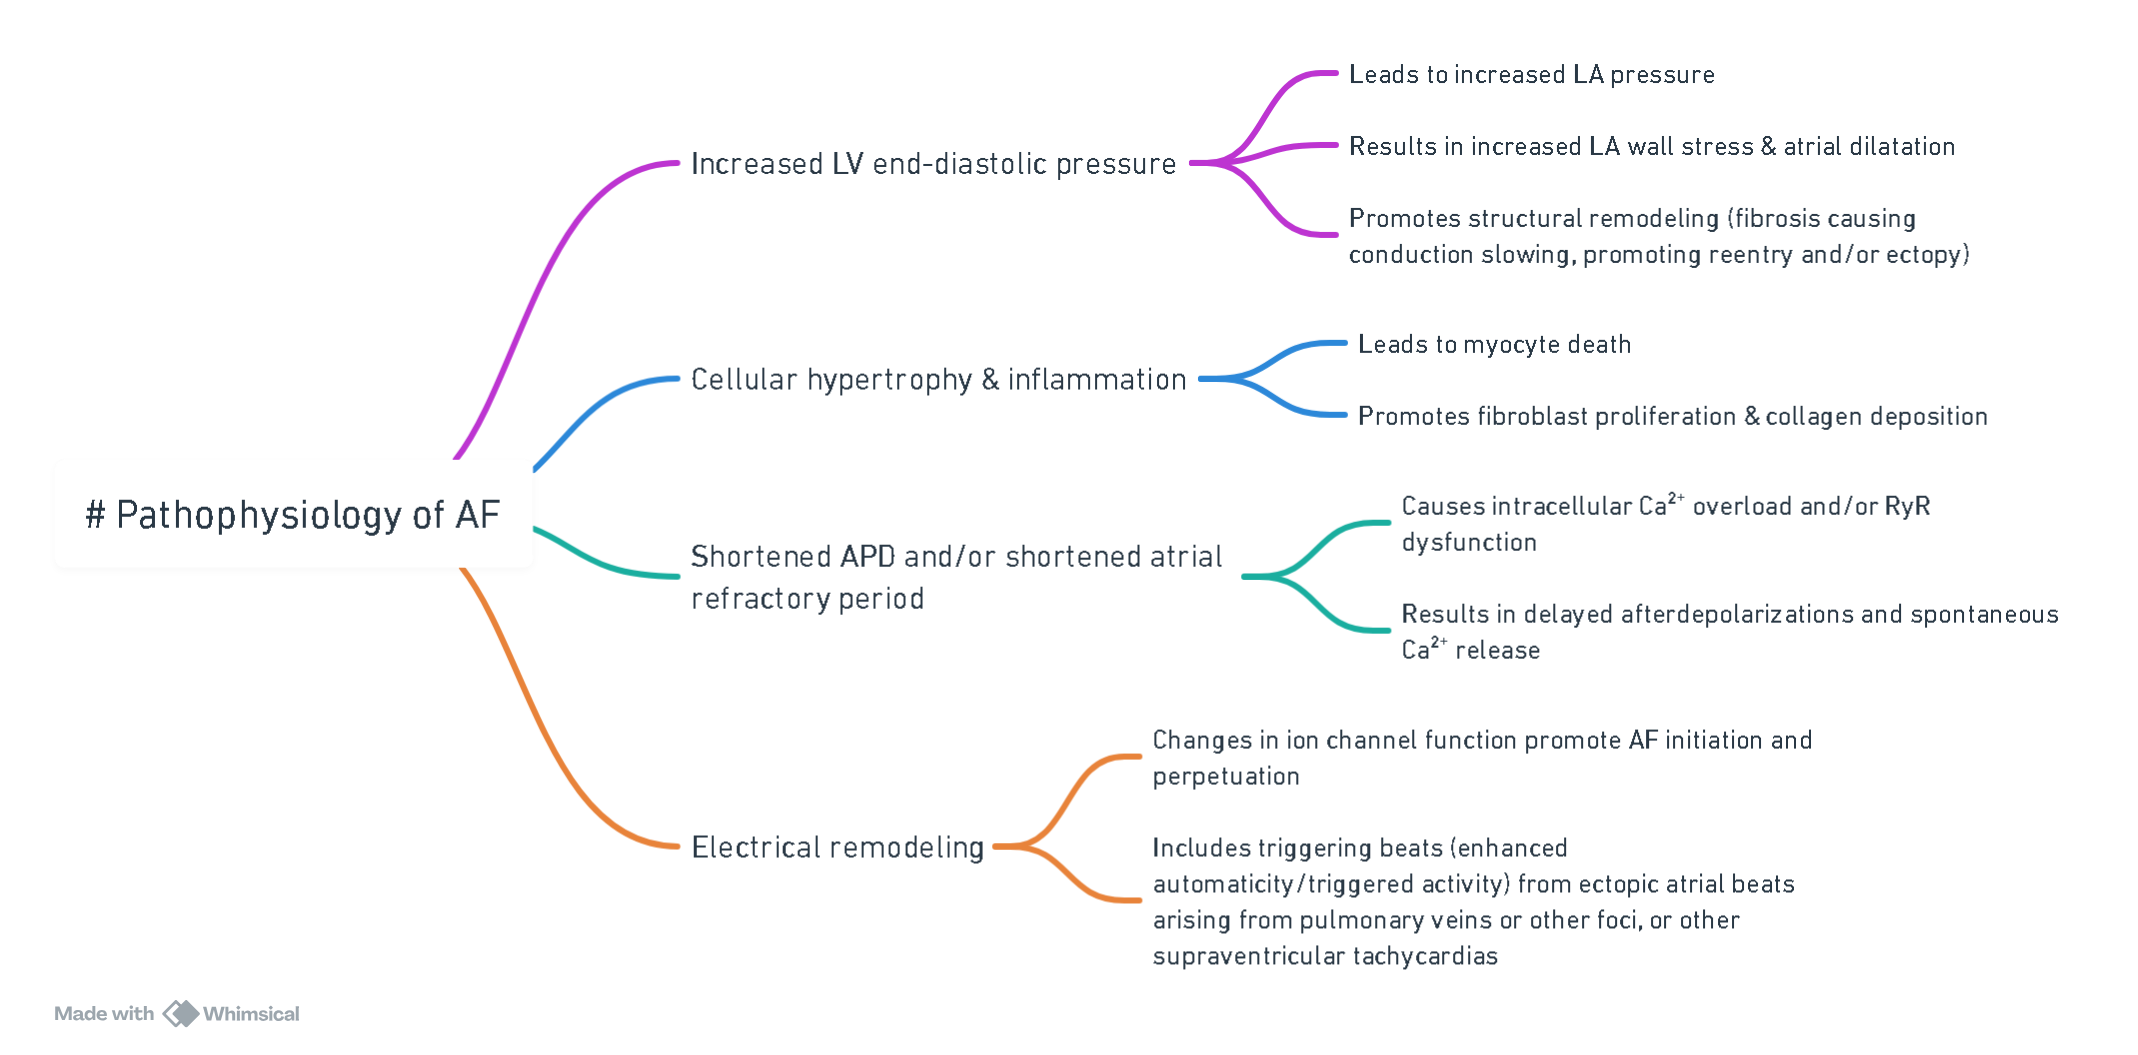 Leads to increased LA pressure
Increased LV end-diastolic pressure
Results in increased LA wall stress & atrial dilatation
Promotes structural remodeling (fibrosis causing
conduction slowing, promoting reentry and/or ectopy)
Cellular hypertrophy & inflammation
Leads to myocyte death
Promotes fibroblast proliferation & collagen deposition
# Pathophysiology of AF
Shortened APD and/or shortened atrial
refractory period
Causes intracellular Ca²⁺ overload and/or RyR
dysfunction
Results in delayed afterdepolarizations and spontaneous
Ca²⁺ release
Electrical remodeling
Changes in ion channel function promote AF initiation and
perpetuation
Includes triggering beats (enhanced
automaticity/triggered activity) from ectopic atrial beats
arising from pulmonary veins or other foci, or other
supraventricular tachycardias
Made with Whimsical